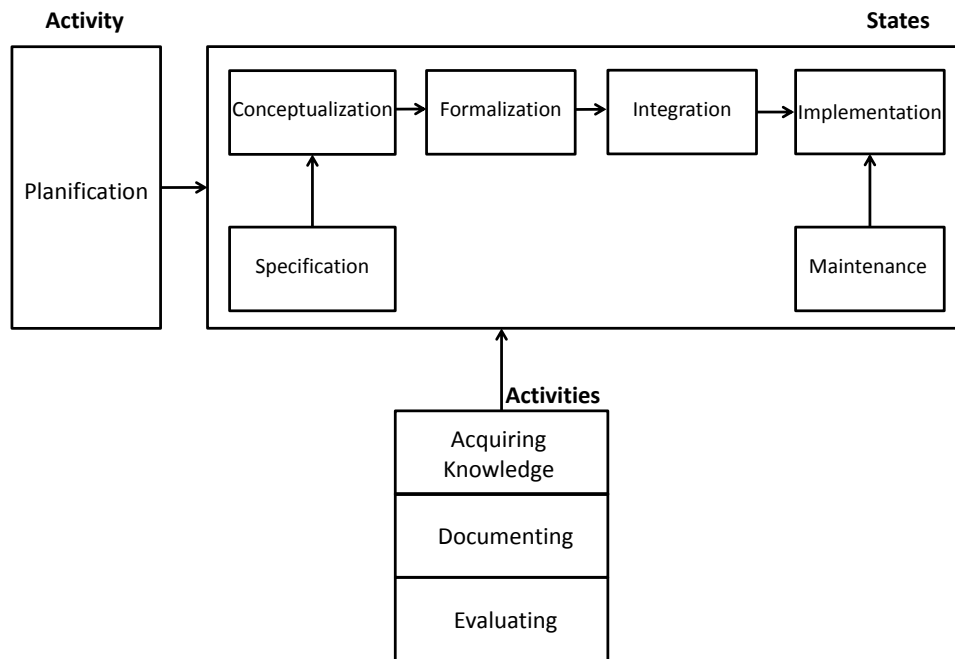 Activity
States
Planification
Conceptualization
Formalization
Integration
Implementation
Specification
Maintenance
Activities
Acquiring
Knowledge
Documenting
Evaluating